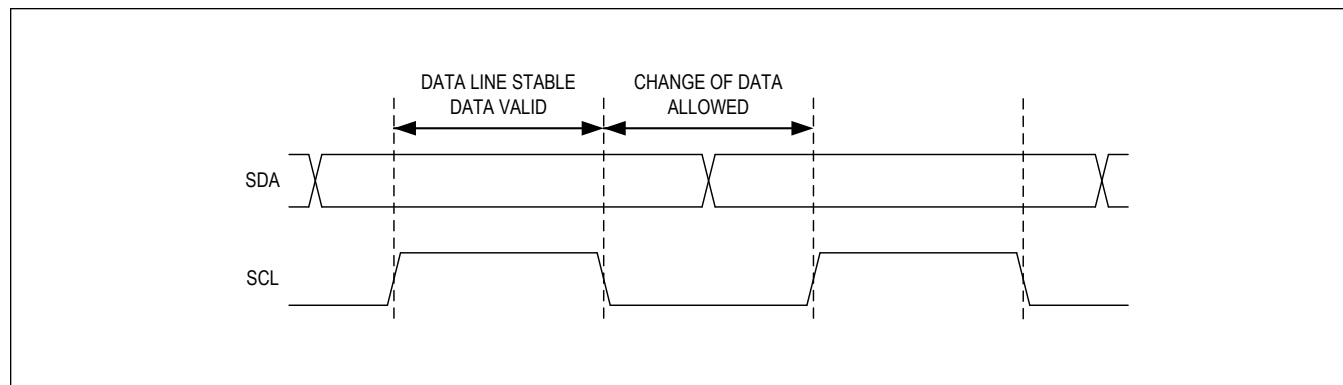 DATA LINE STABLE
DATA VALID
CHANGE OF DATA
ALLOWED
SDA
SCL